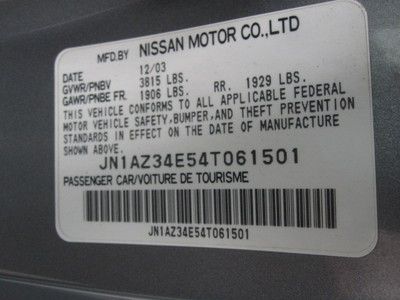 MFD.BY NISSAN MOTOR CO.,LTD
DATE 12/03
GVWR/PNBV 3815 LBS.
GAWR/PNBE FR. 1906 LBS. RR. 1929 LBS.
THIS VEHICLE CONFORMS TO ALL APPLICABLE FEDERAL
MOTOR VEHICLE SAFETY, BUMPER, AND THEFT PREVENTION
STANDARDS IN EFFECT ON THE DATE OF MANUFACTURE
SHOWN ABOVE.
JN1AZ34E54T061501
PASSENGER CAR/VOITURE DE TOURISME
JN1AZ34E54T061501